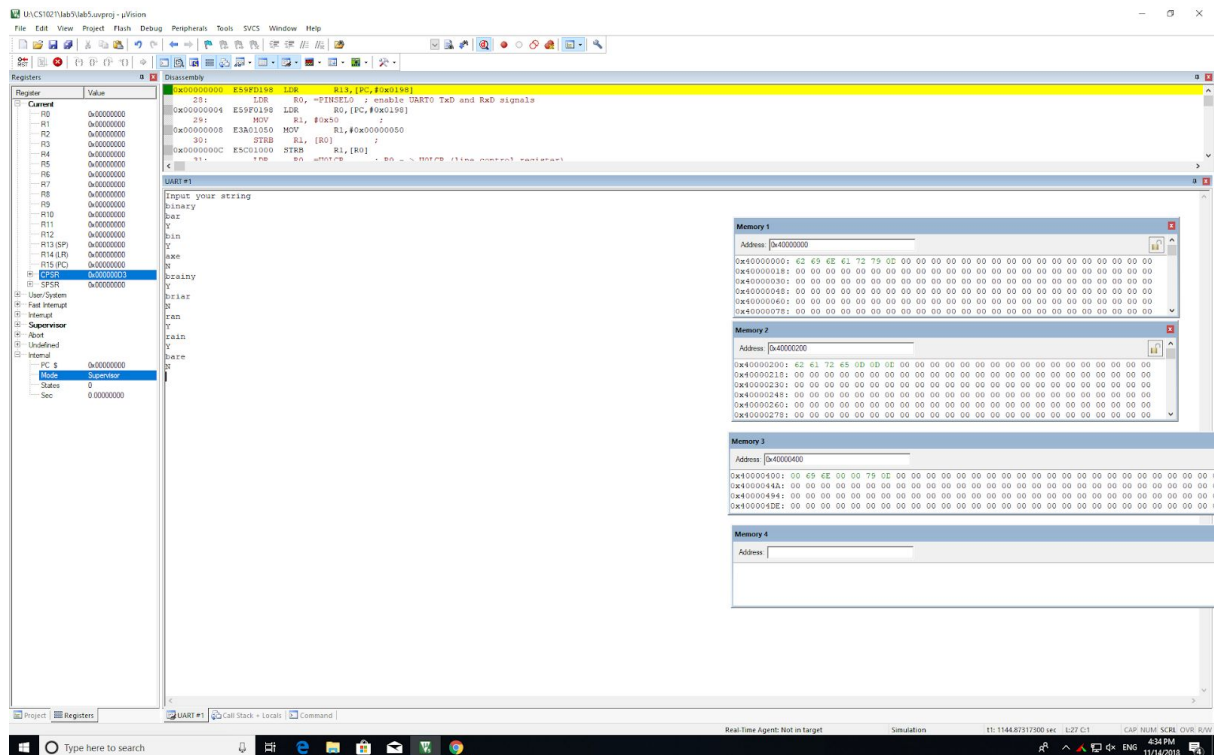 U:\CS1021\lab5\lab5.uvproj - µVision
File Edit View Project Flash Debug Peripherals Tools SVCS Window Help
Registers
Register Value
Current
R0 0x00000000
R1 0x00000000
R2 0x00000000
R3 0x00000000
R4 0x00000000
R5 0x00000000
R6 0x00000000
R7 0x00000000
R8 0x00000000
R9 0x00000000
R10 0x00000000
R11 0x00000000
R12 0x00000000
R13 (SP) 0x00000000
R14 (LR) 0x00000000
R15 (PC) 0x00000000
CPSR 0x000000D3
SPSR 0x00000000
User/System
Fast Interrupt
Interrupt
Supervisor
Abort
Undefined
Internal
PC $ 0x00000000
Mode Supervisor
States 0
Sec 0.00000000
Project Registers
Disassembly
0x00000000 E59FD198 LDR R13,[PC,#0x0198]
28: LDR R0, =PINSEL0 ; enable UART0 TxD and RxD signals
0x00000004 E59F0198 LDR R0,[PC,#0x0198]
29: MOV R1, #0x50 ;
0x00000008 E3A01050 MOV R1,#0x00000050
30: STRB R1, [R0] ;
0x0000000C E5C01000 STRB R1,[R0]
31: LDR R0, =U0LCR ; R0 - > U0LCR (line control register)
UART #1
Input your string
binary
bar
Y
bin
Y
axe
N
brainy
Y
briar
N
ran
Y
rain
Y
bare
N
Memory 1
Address: 0x40000000
0x40000000: 62 69 6E 61 72 79 0D 00 00 00 00 00 00 00 00 00 00 00 00 00 00 00 00 00
0x40000018: 00 00 00 00 00 00 00 00 00 00 00 00 00 00 00 00 00 00 00 00 00 00 00 00
0x40000030: 00 00 00 00 00 00 00 00 00 00 00 00 00 00 00 00 00 00 00 00 00 00 00 00
0x40000048: 00 00 00 00 00 00 00 00 00 00 00 00 00 00 00 00 00 00 00 00 00 00 00 00
0x40000060: 00 00 00 00 00 00 00 00 00 00 00 00 00 00 00 00 00 00 00 00 00 00 00 00
0x40000078: 00 00 00 00 00 00 00 00 00 00 00 00 00 00 00 00 00 00 00 00 00 00 00 00
Memory 2
Address: 0x40000200
0x40000200: 62 61 72 65 0D 0D 0D 00 00 00 00 00 00 00 00 00 00 00 00 00 00 00 00 00
0x40000218: 00 00 00 00 00 00 00 00 00 00 00 00 00 00 00 00 00 00 00 00 00 00 00 00
0x40000230: 00 00 00 00 00 00 00 00 00 00 00 00 00 00 00 00 00 00 00 00 00 00 00 00
0x40000248: 00 00 00 00 00 00 00 00 00 00 00 00 00 00 00 00 00 00 00 00 00 00 00 00
0x40000260: 00 00 00 00 00 00 00 00 00 00 00 00 00 00 00 00 00 00 00 00 00 00 00 00
0x40000278: 00 00 00 00 00 00 00 00 00 00 00 00 00 00 00 00 00 00 00 00 00 00 00 00
Memory 3
Address: 0x40000400
0x40000400: 00 69 6E 00 00 79 0D 00 00 00 00 00 00 00 00 00 00 00 00 00 00 00 00 00 00 00 00 00
0x4000044A: 00 00 00 00 00 00 00 00 00 00 00 00 00 00 00 00 00 00 00 00 00 00 00 00 00 00 00 00
0x40000494: 00 00 00 00 00 00 00 00 00 00 00 00 00 00 00 00 00 00 00 00 00 00 00 00 00 00 00 00
0x400004DE: 00 00 00 00 00 00 00 00 00 00 00 00 00 00 00 00 00 00 00 00 00 00 00 00 00 00 00 00
Memory 4
Address:
UART #1 Call Stack + Locals Command
Real-Time Agent: Not in target Simulation t1: 1144.87317300 sec L:27 C:1 CAP NUM SCRL OVR R/W
Type here to search
ENG
4:34 PM
11/14/2018